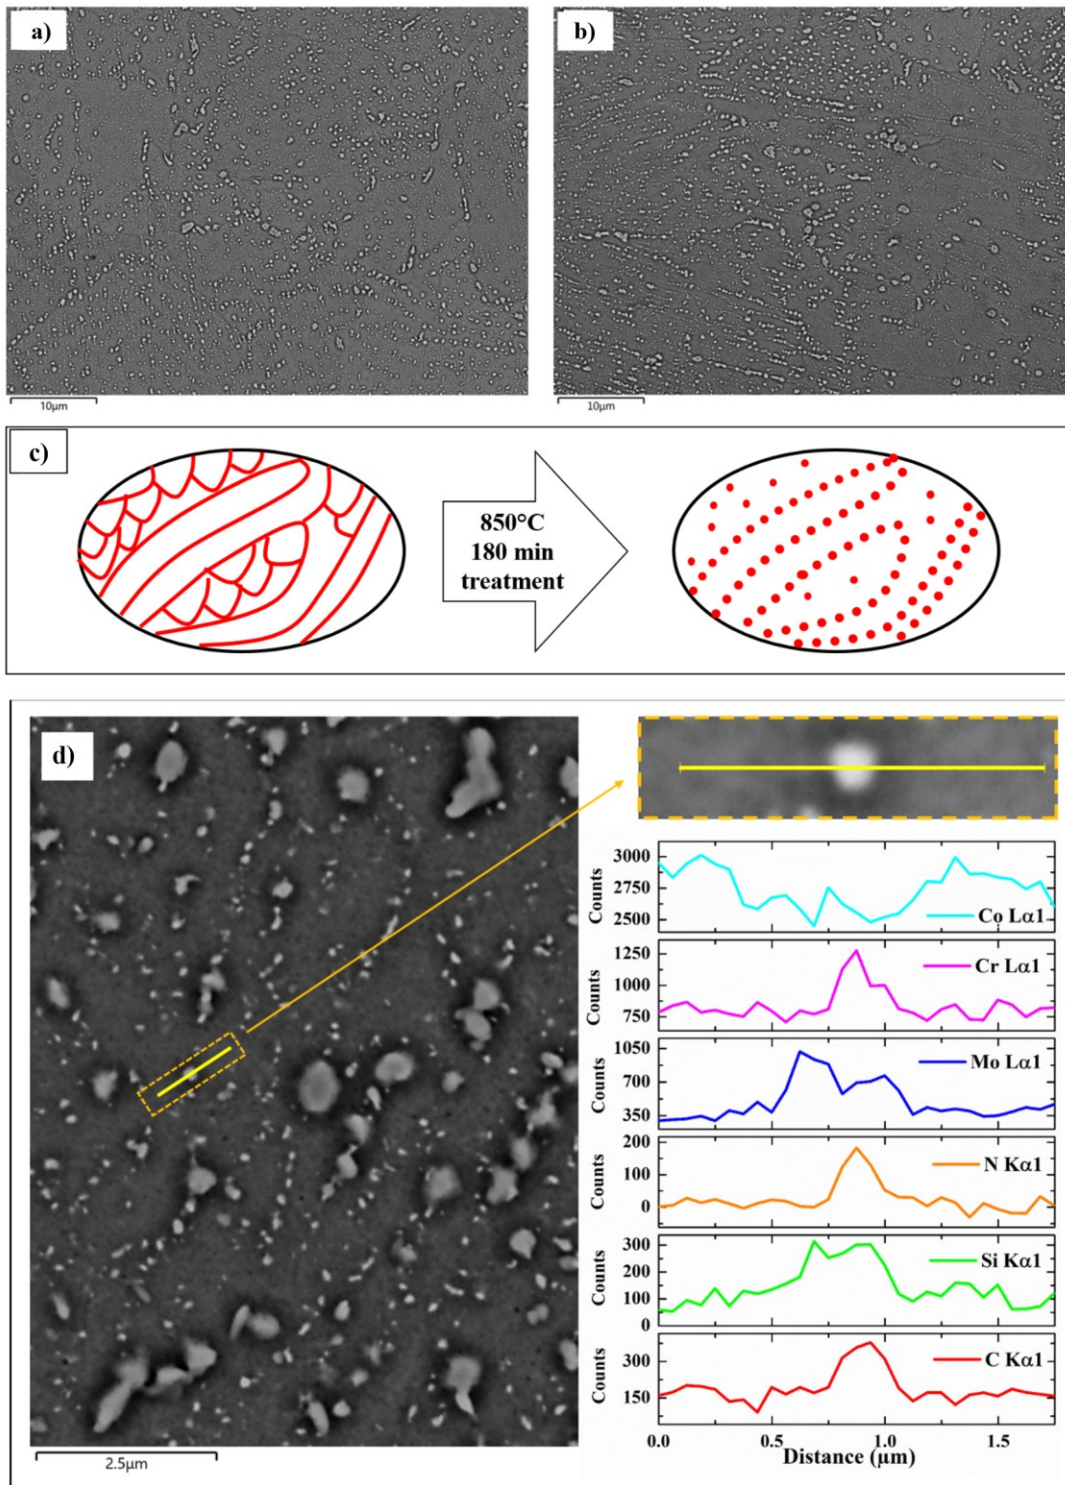 a)
b)
10μm
10μm
c)
850°C
180 min
treatment
d)
3000
2750
2500
Counts
Co Lα1
1250
1000
750
Counts
Cr Lα1
1050
700
350
Counts
Mo Lα1
200
100
0
Counts
N Kα1
300
200
100
0
Counts
Si Kα1
300
150
Counts
C Kα1
0.0
0.5
1.0
1.5
Distance (μm)
2.5μm